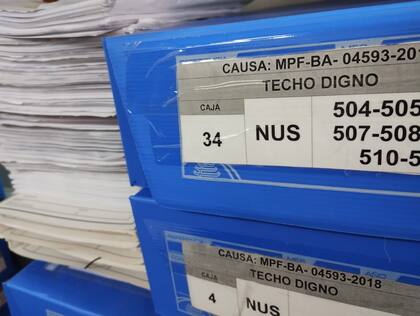 CAUSA: MPF-BA- 04593-201
TECHO DIGNO
CAJA
34
NUS
504-505
507-508
510-5
CAUSA: MPF-BA- 04593-2018
TECHO DIGNO
CAJA
4
NUS